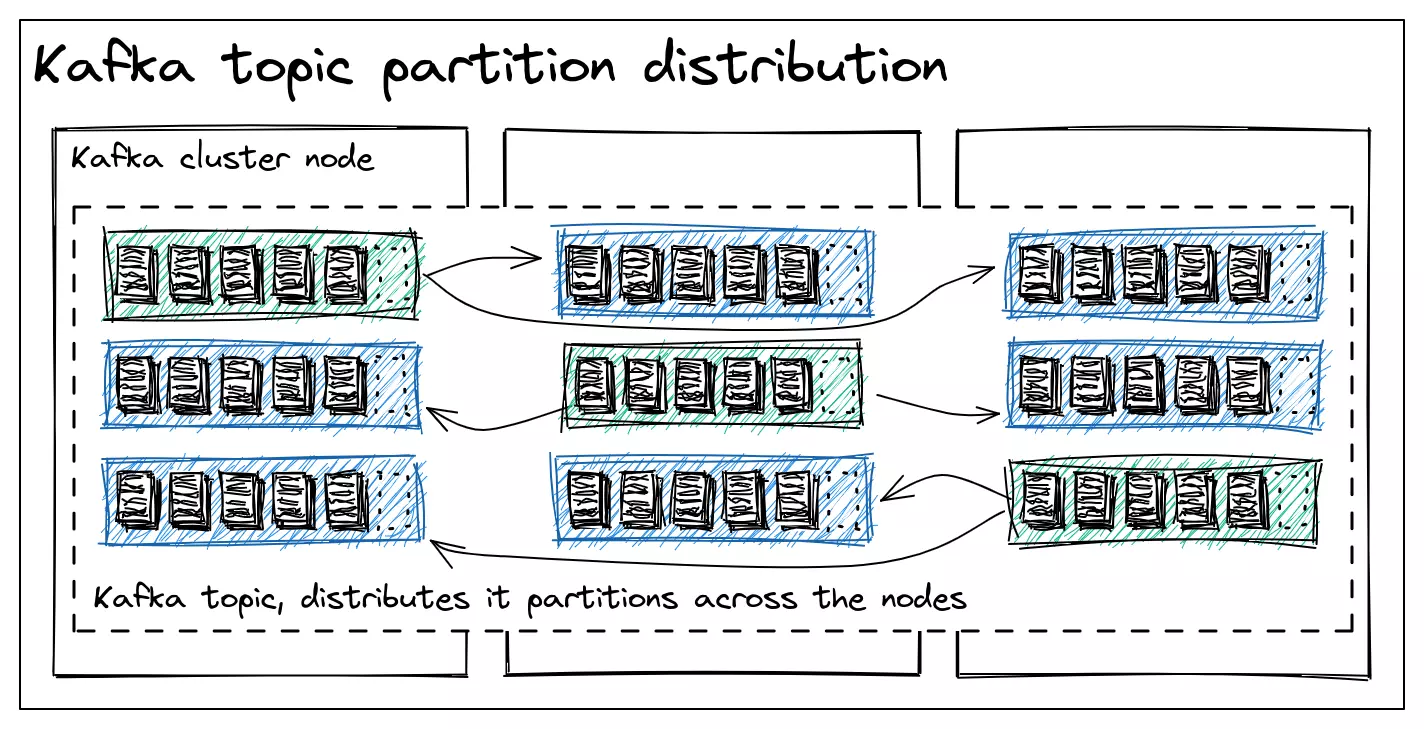 Kafka topic partition distribution
Kafka cluster node
Kafka topic, distributes it partitions across the nodes